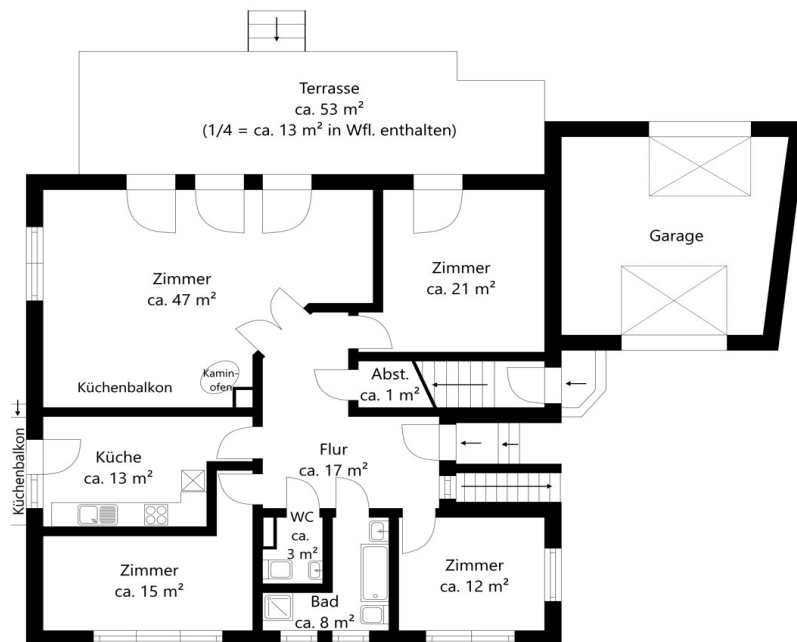 Terrasse
ca. 53 m²
(1/4 = ca. 13 m² in Wfl. enthalten)
Garage
Zimmer
ca. 47 m²
Zimmer
ca. 21 m²
Kamin-
ofen
Küchenbalkon
Abst.
ca. 1 m²
Küchenbalkon
Küche
ca. 13 m²
Flur
ca. 17 m²
WC
ca.
3 m²
Zimmer
ca. 15 m²
Bad
ca. 8 m²
Zimmer
ca. 12 m²